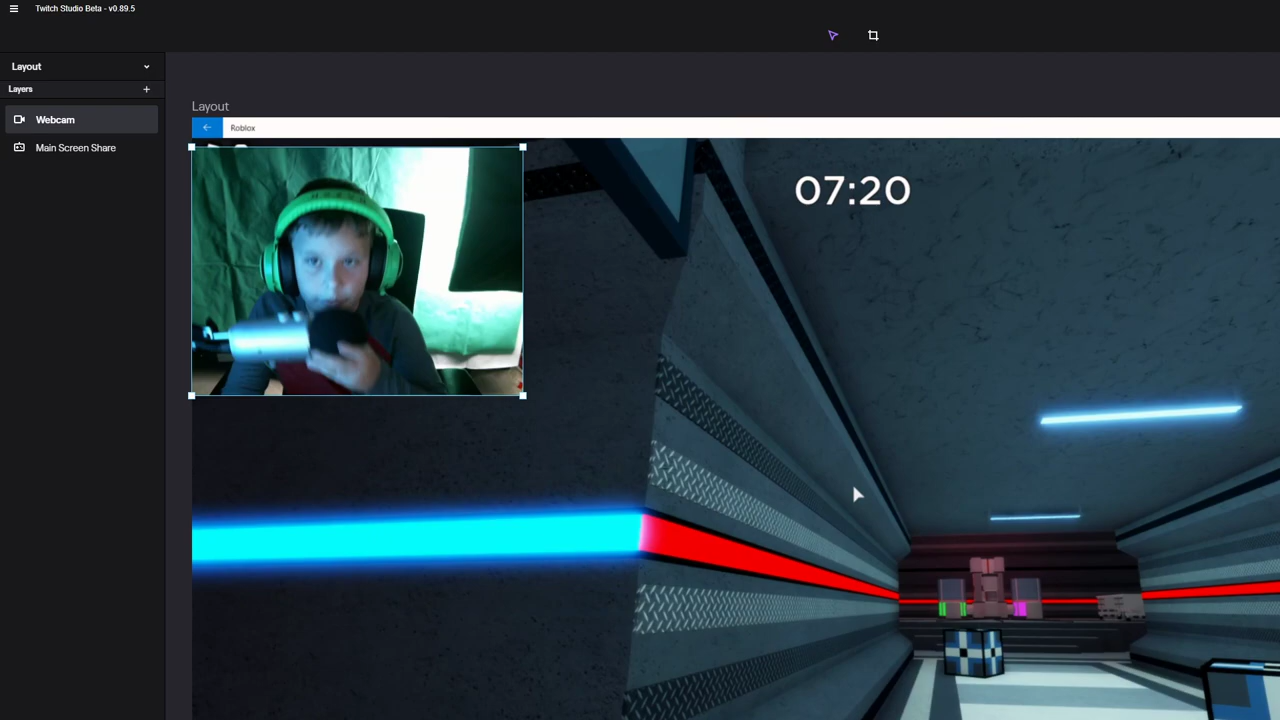 Twitch Studio Beta - v0.89.5
Layout
Layers
Webcam
Main Screen Share
Layout
Roblox
07:20